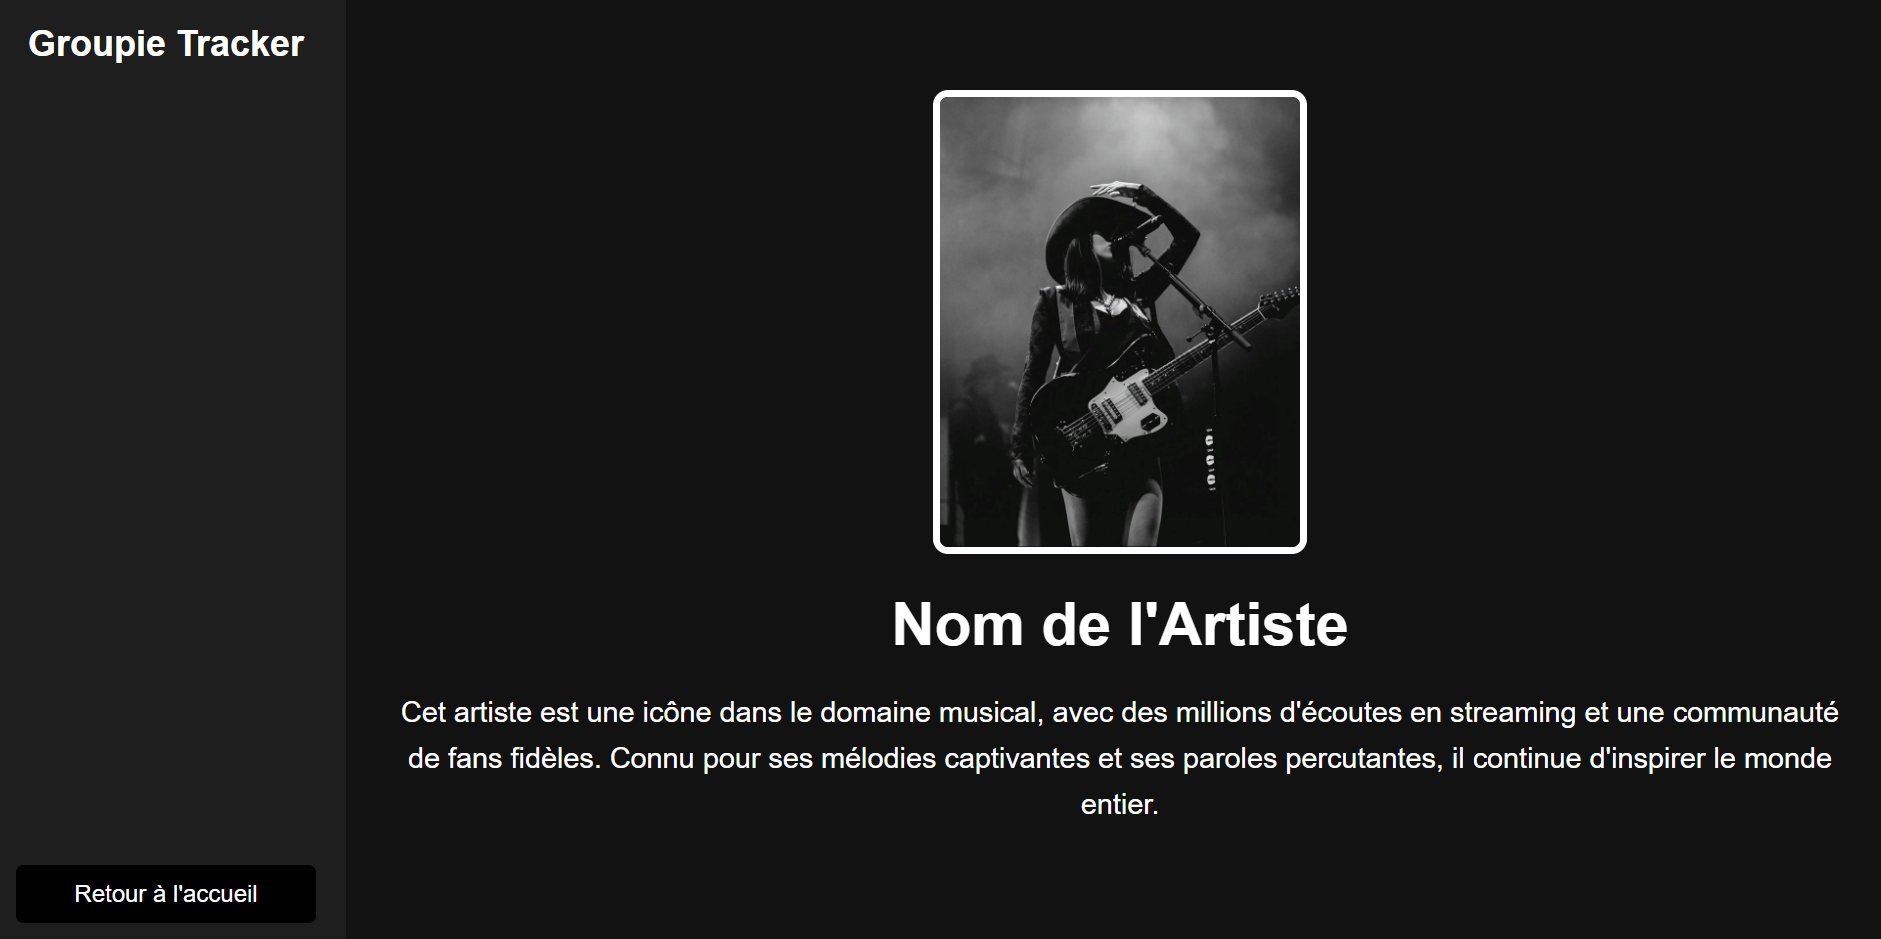 Groupie Tracker
Nom de l'Artiste
Cet artiste est une icône dans le domaine musical, avec des millions d'écoutes en streaming et une communauté
de fans fidèles. Connu pour ses mélodies captivantes et ses paroles percutantes, il continue d'inspirer le monde
entier.
Retour à l'accueil